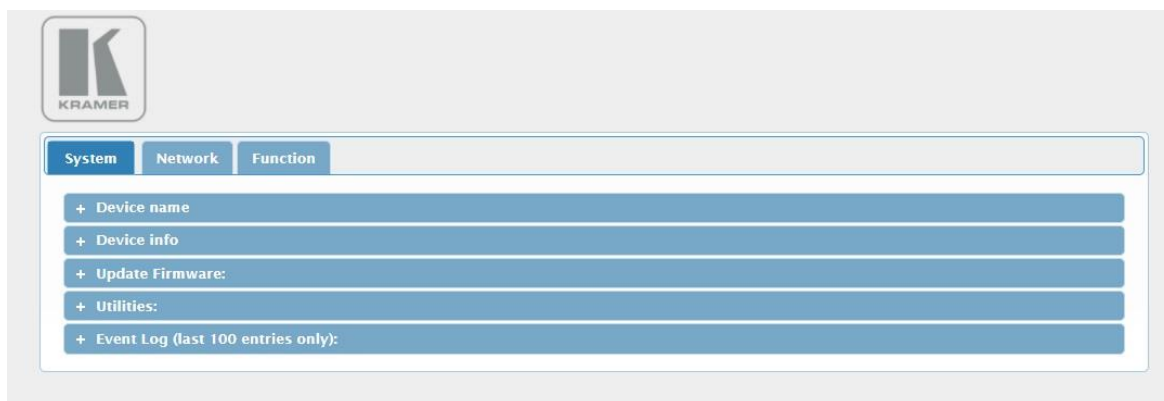 KRAMER
System Network Function
+ Device name
+ Device info
+ Update Firmware:
+ Utilities:
+ Event Log (last 100 entries only):